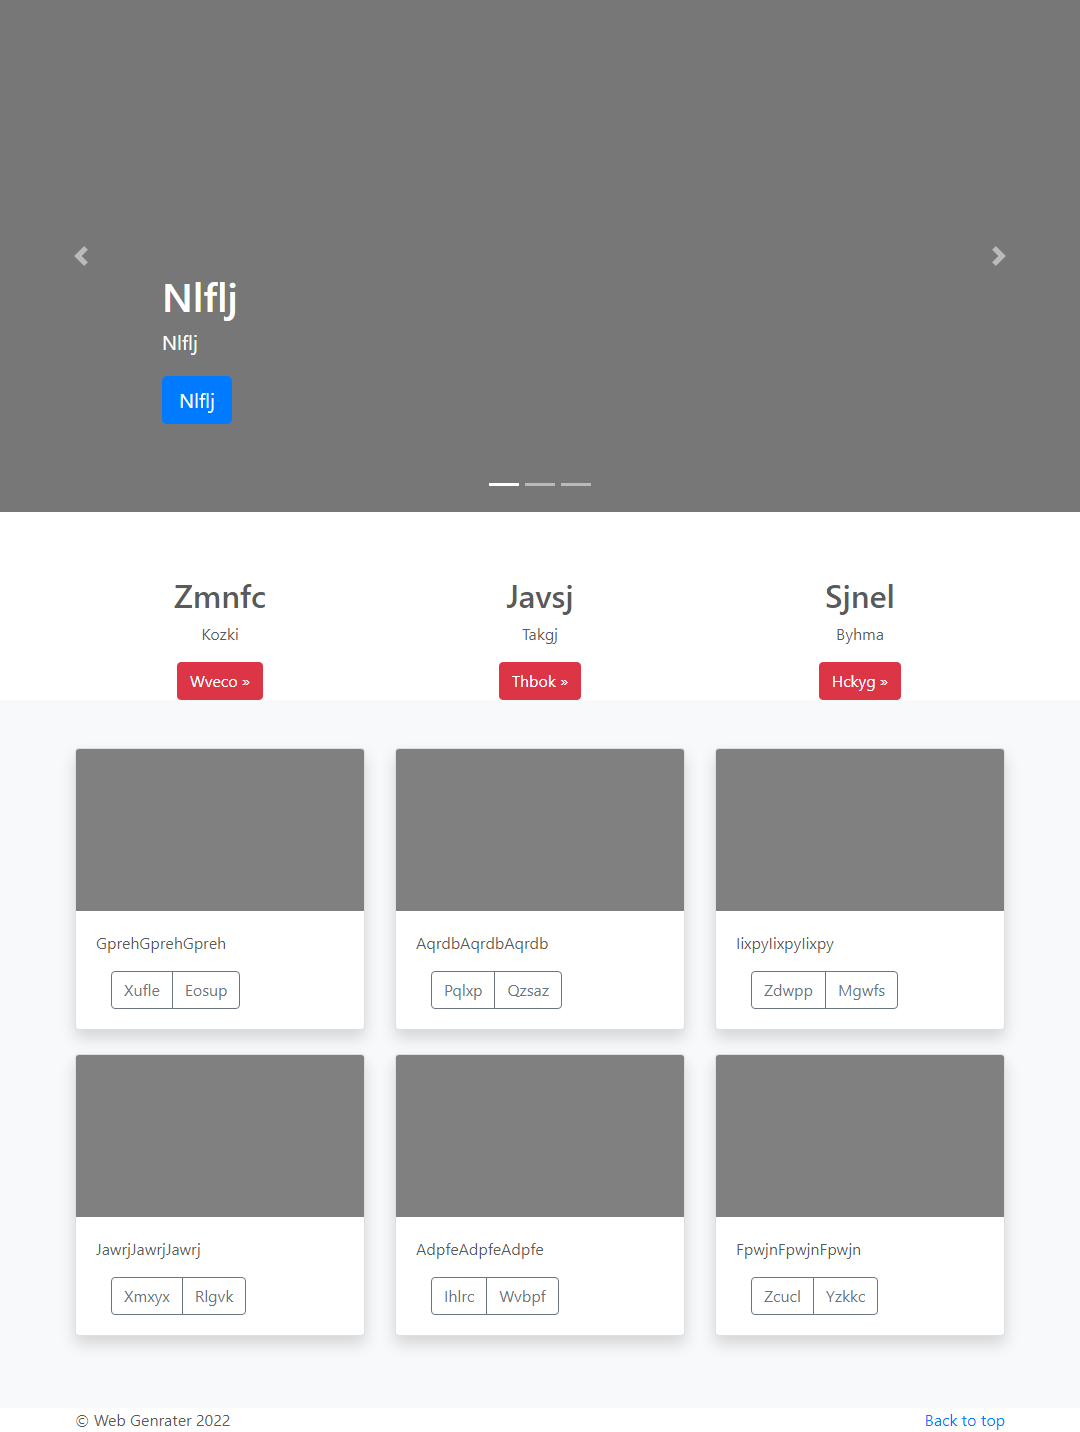 Nlflj
Nlflj
Nlflj
Zmnfc
Javsj
Sjnel
Kozki
Takgj
Byhma
Wveco »
Thbok »
Hckyg »
GprehGprehGpreh
AqrdbAqrdbAqrdb
IixpyIixpyIixpy
Xufle Eosup
Pqlxp Qzsaz
Zdwpp Mgwfs
JawrjJawrjJawrj
AdpfeAdpfeAdpfe
FpwjnFpwjnFpwjn
Xmxyx Rlgvk
Ihlrc Wvbpf
Zcucl Yzkkc
© Web Genrater 2022
Back to top